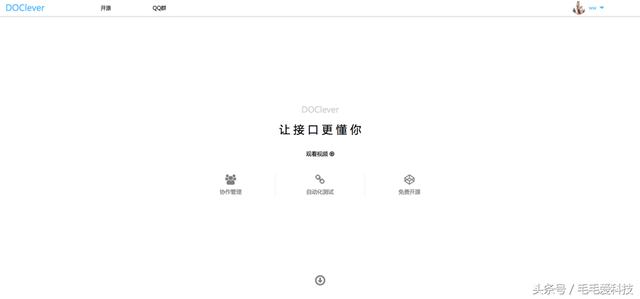 DOClever 开源 QQ群 ww
DOClever
让接口更懂你
观看视频
协作管理 自动化测试 免费开源
头条号 / 毛毛爱科技